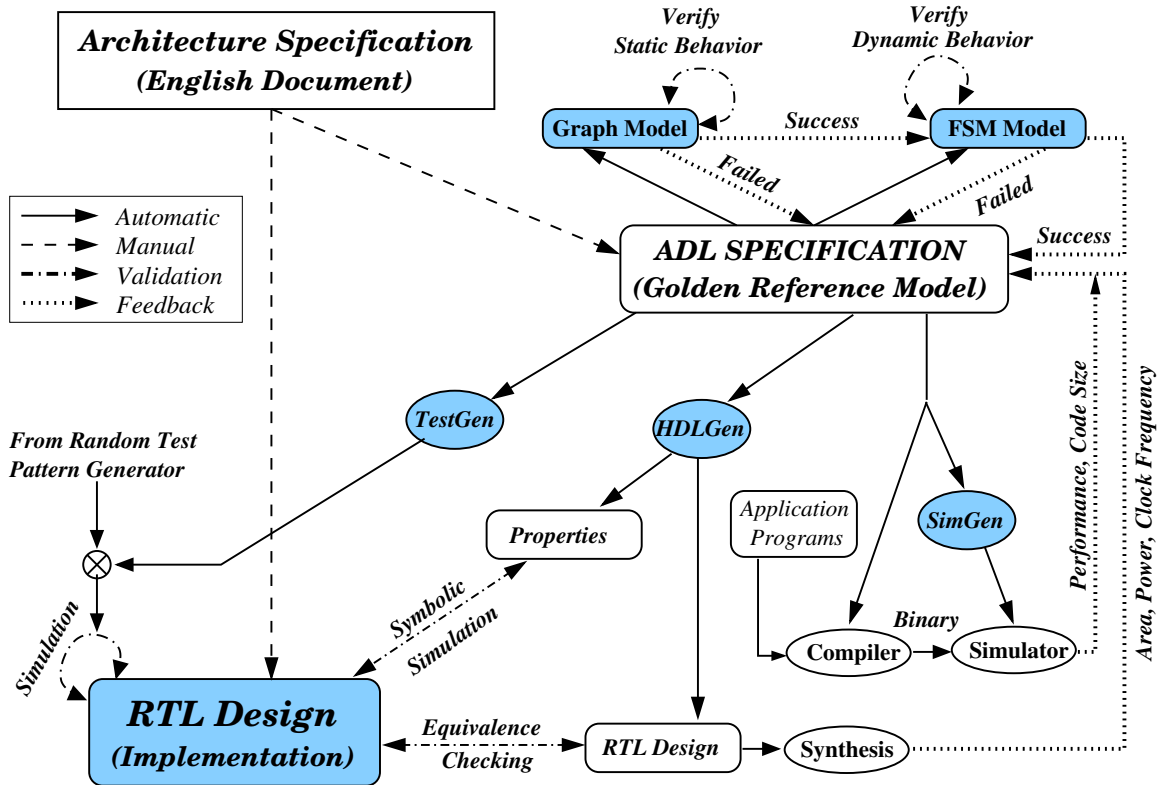 Architecture Specification
(English Document)
Verify
Static Behavior
Verify
Dynamic Behavior
Graph Model
Success
FSM Model
Failed
Failed
Success
Automatic
Manual
Validation
Feedback
ADL SPECIFICATION
(Golden Reference Model)
TestGen
HDLGen
SimGen
From Random Test
Pattern Generator
Properties
Application
Programs
Performance, Code Size
Area, Power, Clock Frequency
Symbolic
Simulation
Simulation
Binary
Compiler
Simulator
RTL Design
(Implementation)
Equivalence
Checking
RTL Design
Synthesis